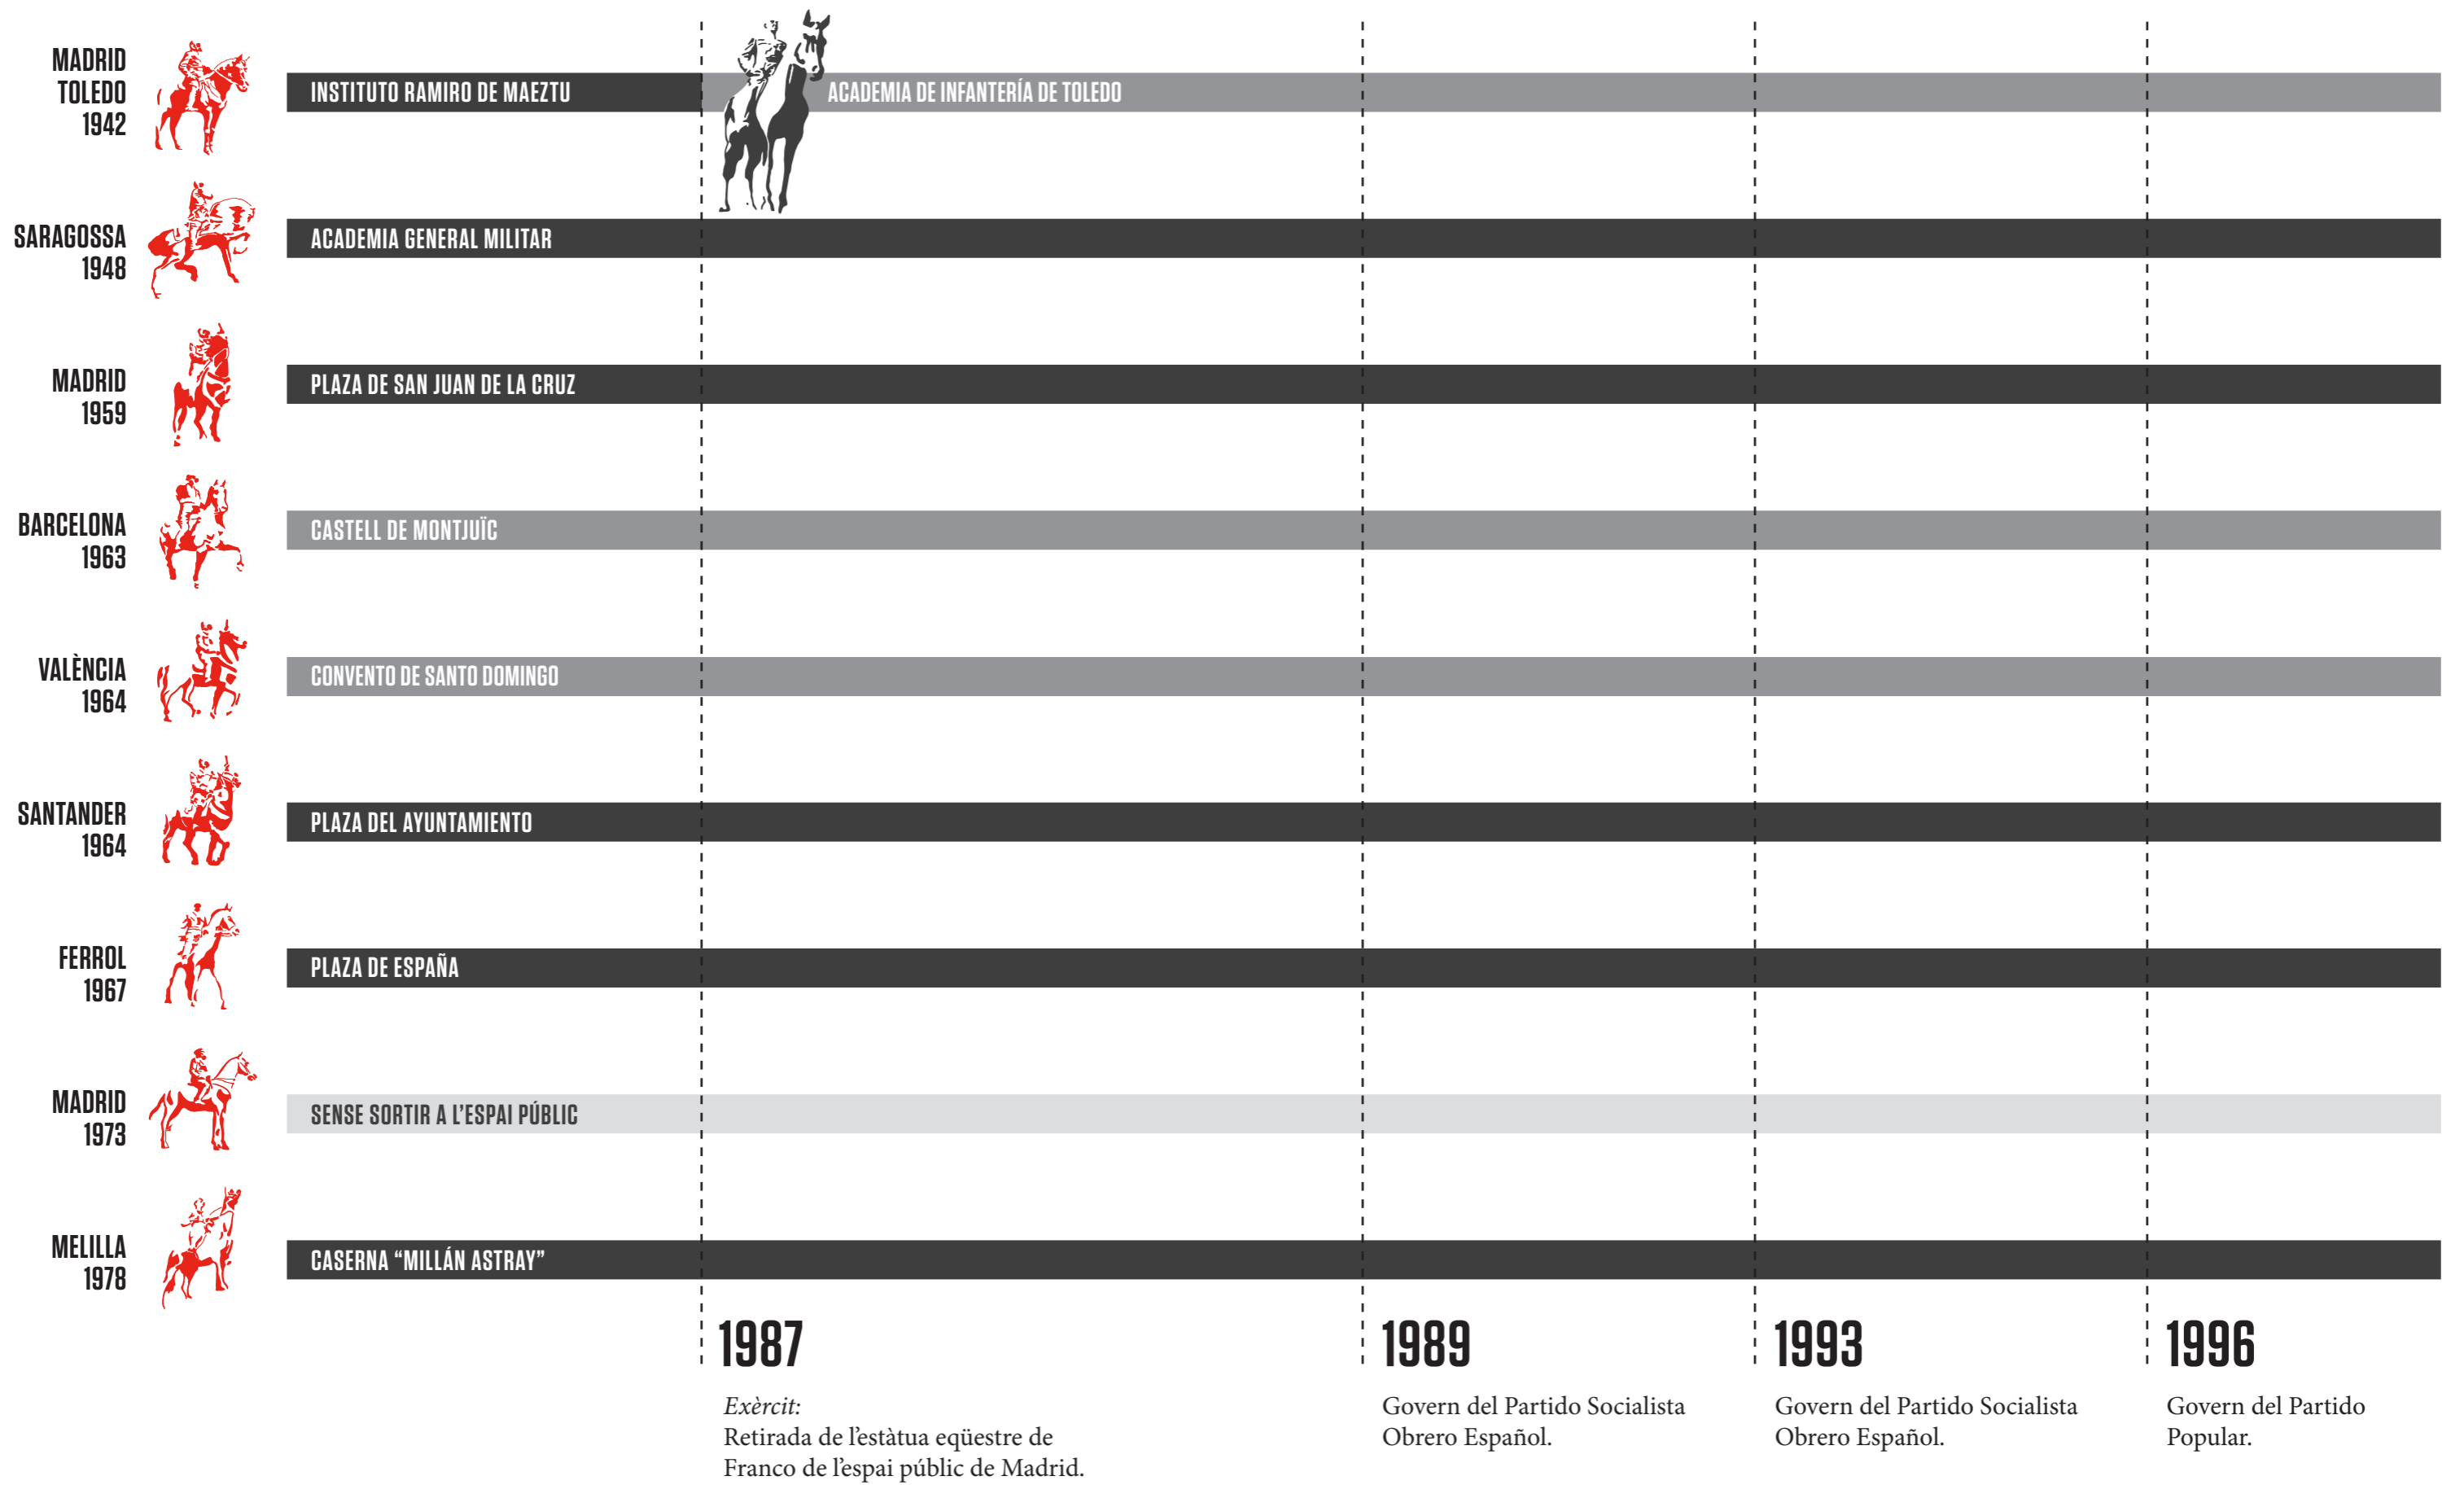 MADRID
TOLEDO
1942
INSTITUTO RAMIRO DE MAEZTU
ACADEMIA DE INFANTERÍA DE TOLEDO
SARAGOSSA
1948
ACADEMIA GENERAL MILITAR
MADRID
1959
PLAZA DE SAN JUAN DE LA CRUZ
BARCELONA
1963
CASTELL DE MONTJUÏC
VALÈNCIA
1964
CONVENTO DE SANTO DOMINGO
SANTANDER
1964
PLAZA DEL AYUNTAMIENTO
FERROL
1967
PLAZA DE ESPAÑA
MADRID
1973
SENSE SORTIR A L’ESPAI PÚBLIC
MELILLA
1978
CASERNA “MILLÁN ASTRAY”
1987
Exèrcit:
Retirada de l’estàtua eqüestre de
Franco de l’espai públic de Madrid.
1989
Govern del Partido Socialista
Obrero Español.
1993
Govern del Partido Socialista
Obrero Español.
1996
Govern del Partido
Popular.